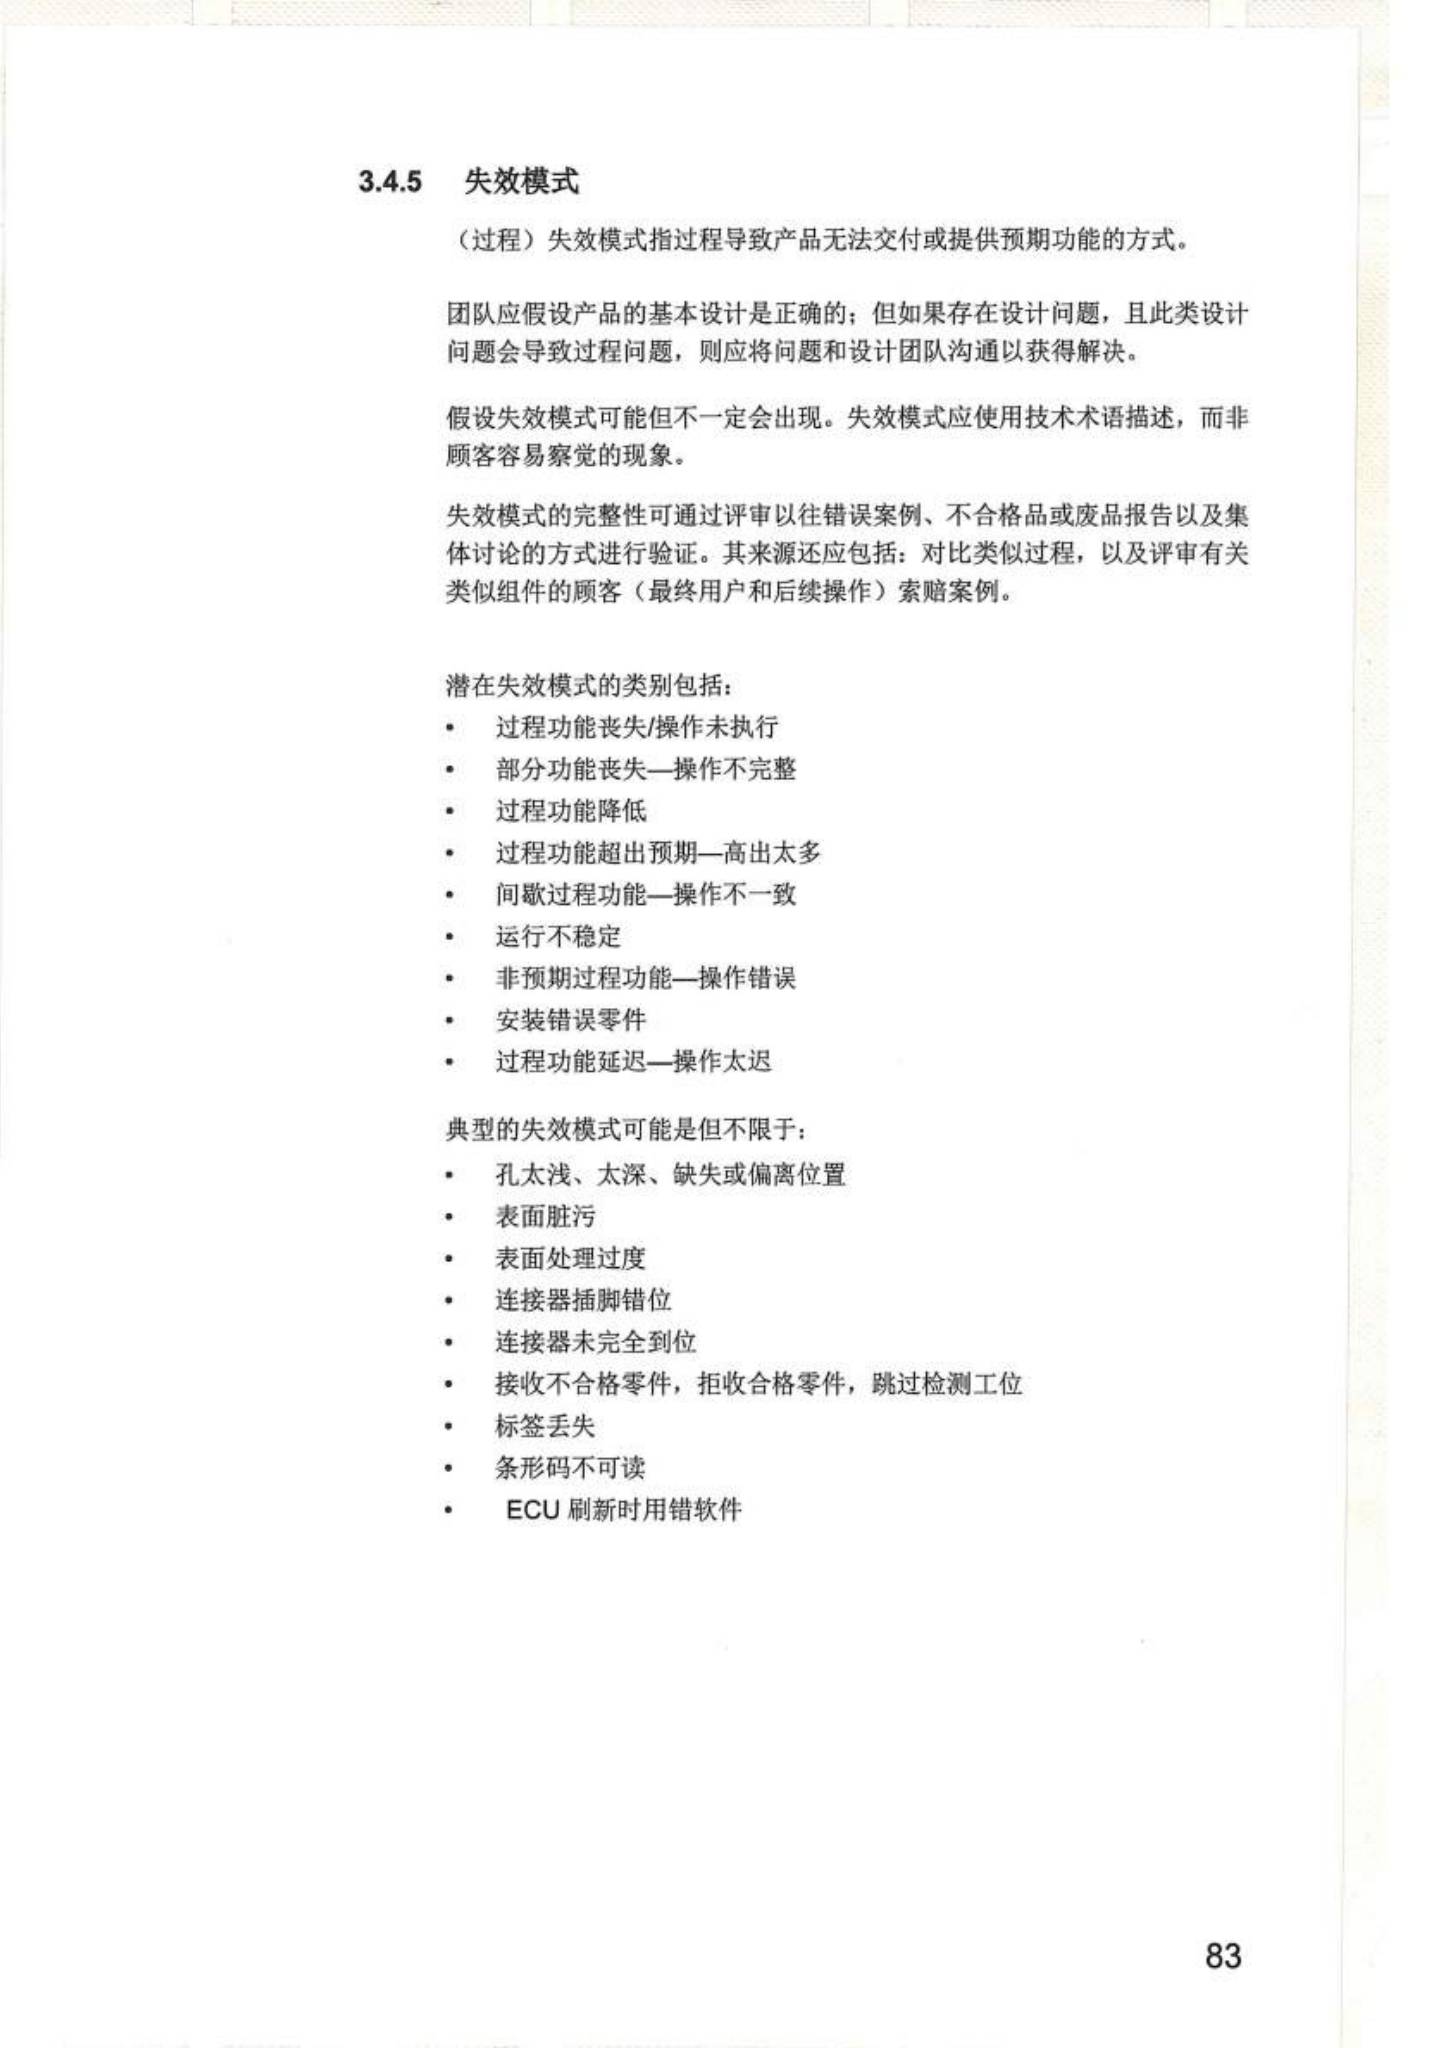 3.4.5 失效模式
（过程）失效模式指过程导致产品无法交付或提供预期功能的方式。
团队应假设产品的基本设计是正确的；但如果存在设计问题，且此类设计
问题会导致过程问题，则应将问题和设计团队沟通以获得解决。
假设失效模式可能但不一定会出现。失效模式应使用技术术语描述，而非
顾客容易察觉的现象。
失效模式的完整性可通过评审以往错误案例、不合格品或废品报告以及集
体讨论的方式进行验证。其来源还应包括：对比类似过程，以及评审有关
类似组件的顾客（最终用户和后续操作）索赔案例。
潜在失效模式的类别包括：
• 过程功能丧失/操作未执行
• 部分功能丧失—操作不完整
• 过程功能降低
• 过程功能超出预期—高出太多
• 间歇过程功能—操作不一致
• 运行不稳定
• 非预期过程功能—操作错误
• 安装错误零件
• 过程功能延迟—操作太迟
典型的失效模式可能是但不限于：
• 孔太浅、太深、缺失或偏离位置
• 表面脏污
• 表面处理过度
• 连接器插脚错位
• 连接器未完全到位
• 接收不合格零件，拒收合格零件，跳过检测工位
• 标签丢失
• 条形码不可读
• ECU 刷新时用错软件
83